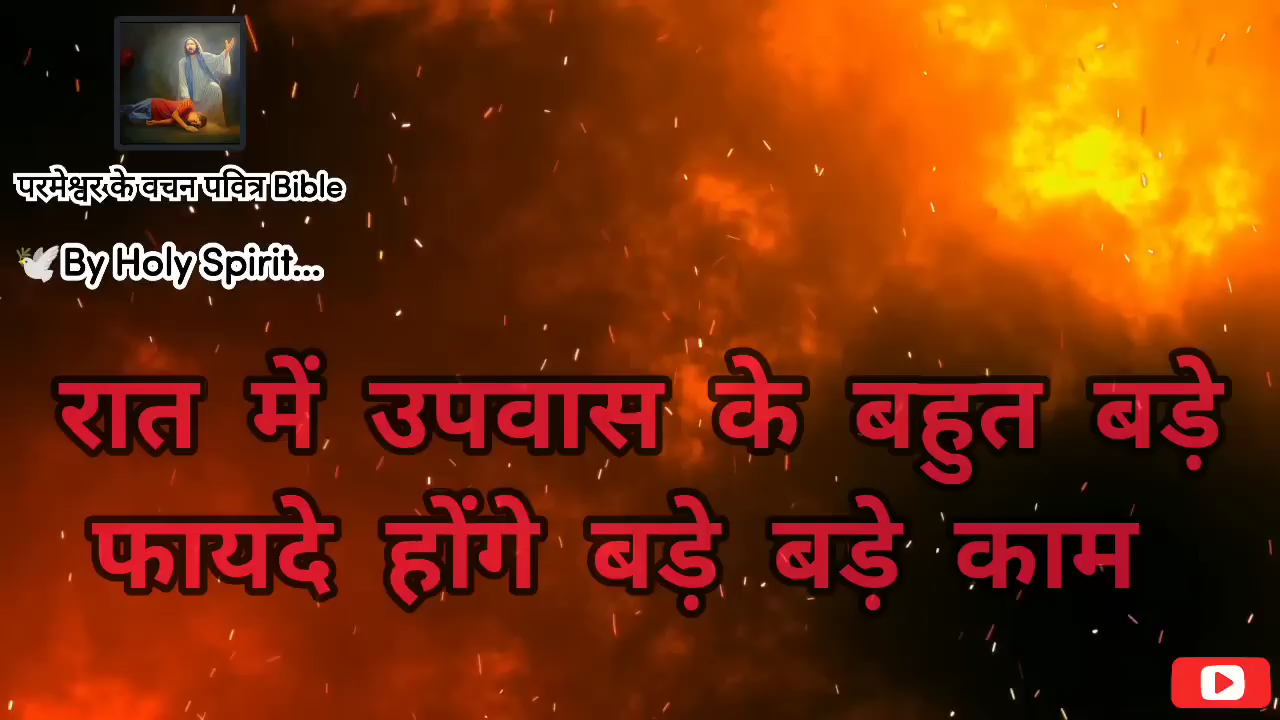 परमेश्वर के वचन पवित्र Bible
🕊️By Holy Spirit...
रात में उपवास के बहुत बड़े
फायदे होंगे बड़े बड़े काम